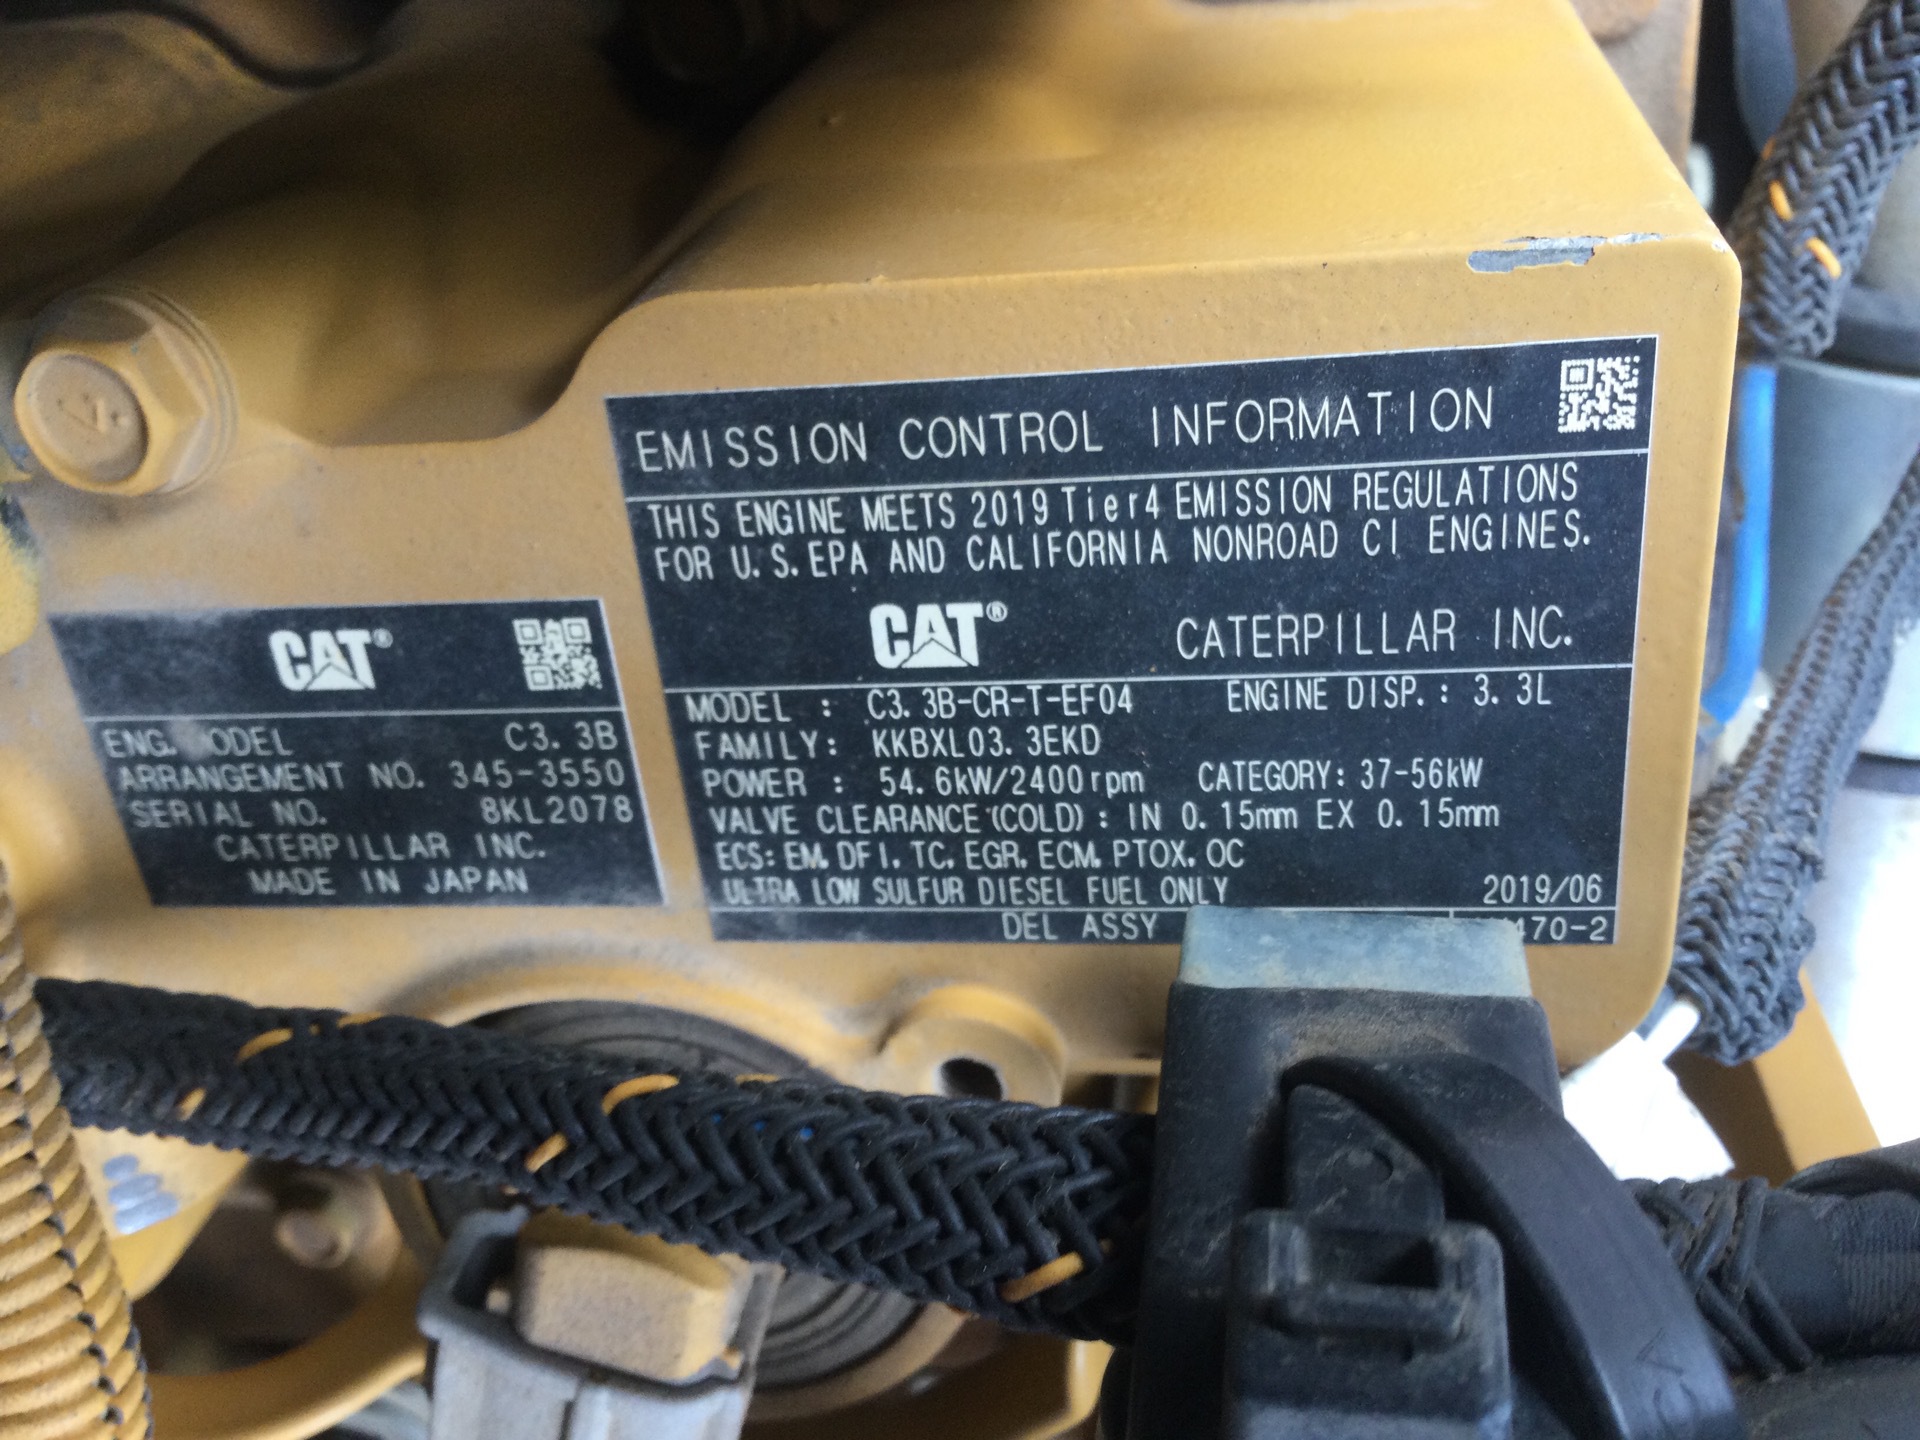 EMISSION CONTROL INFORMATION
THIS ENGINE MEETS 2019 Tier4 EMISSION REGULATIONS
FOR U.S.EPA AND CALIFORNIA NONROAD CI ENGINES.
CAT® CATERPILLAR INC.
MODEL : C3.3B-CR-T-EF04 ENGINE DISP.: 3.3L
FAMILY: KKBXL03.3EKD
POWER : 54.6kW/2400rpm CATEGORY: 37-56kW
VALVE CLEARANCE(COLD): IN 0.15mm EX 0.15mm
ECS: EM, DFI, TC, EGR, ECM, PTOX, OC
ULTRA LOW SULFUR DIESEL FUEL ONLY 2019/06
DEL ASSY 470-2
CAT®
ENG. ODEL C3.3B
ARRANGEMENT NO. 345-3550
SERIAL NO. 8KL2078
CATERPILLAR INC.
MADE IN JAPAN